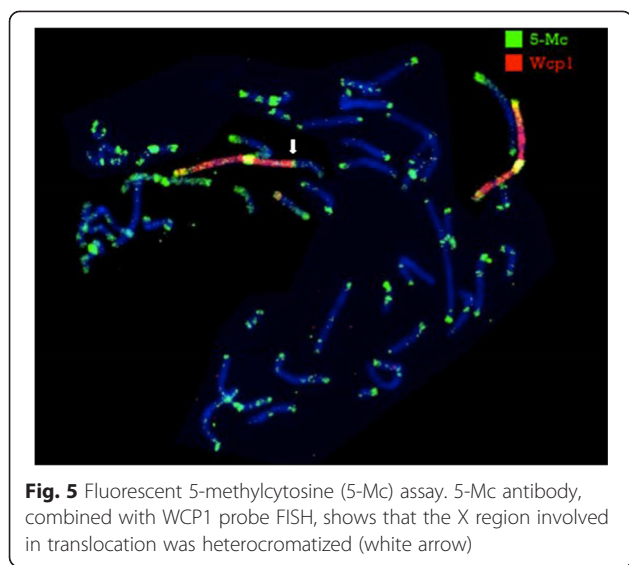 5-Mc
Wcp1
Fig. 5 Fluorescent 5-methylcytosine (5-Mc) assay. 5-Mc antibody,
combined with WCP1 probe FISH, shows that the X region involved
in translocation was heterocromatized (white arrow)